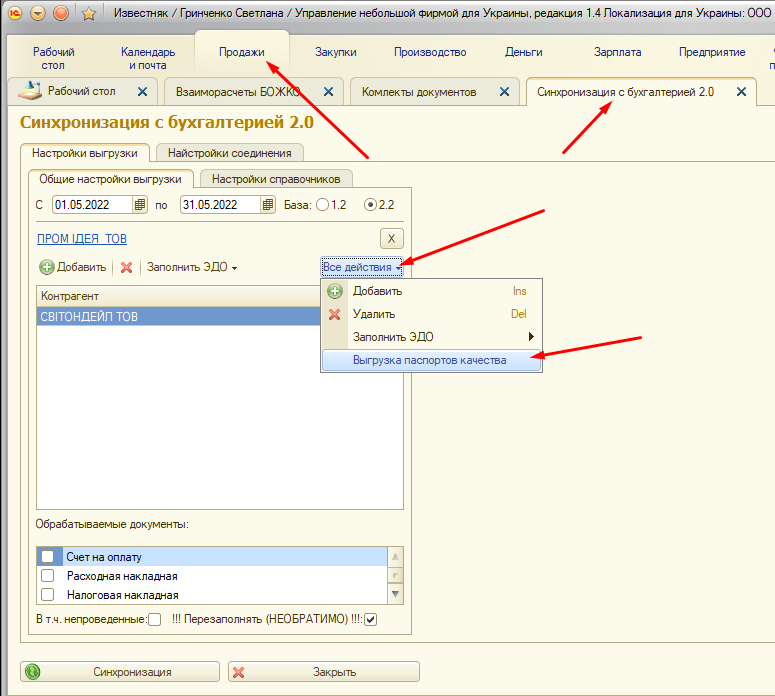 Известняк / Гринченко Светлана / Управление небольшой фирмой для Украины, редакция 1.4 Локализация для Украины: ООО
Рабочий стол
Календарь и почта
Продажи
Закупки
Производство
Деньги
Зарплата
Предприятие
Рабочий стол
Взаиморасчеты БОЖКО
Комлекты документов
Синхронизация с бухгалтерией 2.0
Синхронизация с бухгалтерией 2.0
Настройки выгрузки
Найстройки соединения
Общие настройки выгрузки
Настройки справочников
С 01.05.2022 по 31.05.2022 База: 1.2 2.2
ПРОМ ІДЕЯ ТОВ
X
Добавить
Заполнить ЭДО
Все действия
Контрагент
СВІТОНДЕЙЛ ТОВ
Добавить Ins
Удалить Del
Заполнить ЭДО
Выгрузка паспортов качества
Обрабатываемые документы:
Счет на оплату
Расходная накладная
Налоговая накладная
В т.ч. непроведенные: !!! Перезаполнять (НЕОБРАТИМО) !!!:
Синхронизация
Закрыть